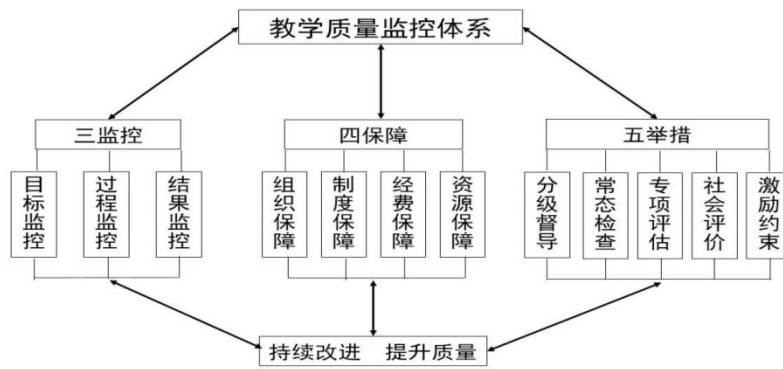 教学质量监控体系
三监控
四保障
五举措
目标监控
过程监控
结果监控
组织保障
制度保障
经费保障
资源保障
分级督导
常态检查
专项评估
社会评价
激励约束
持续改进 提升质量